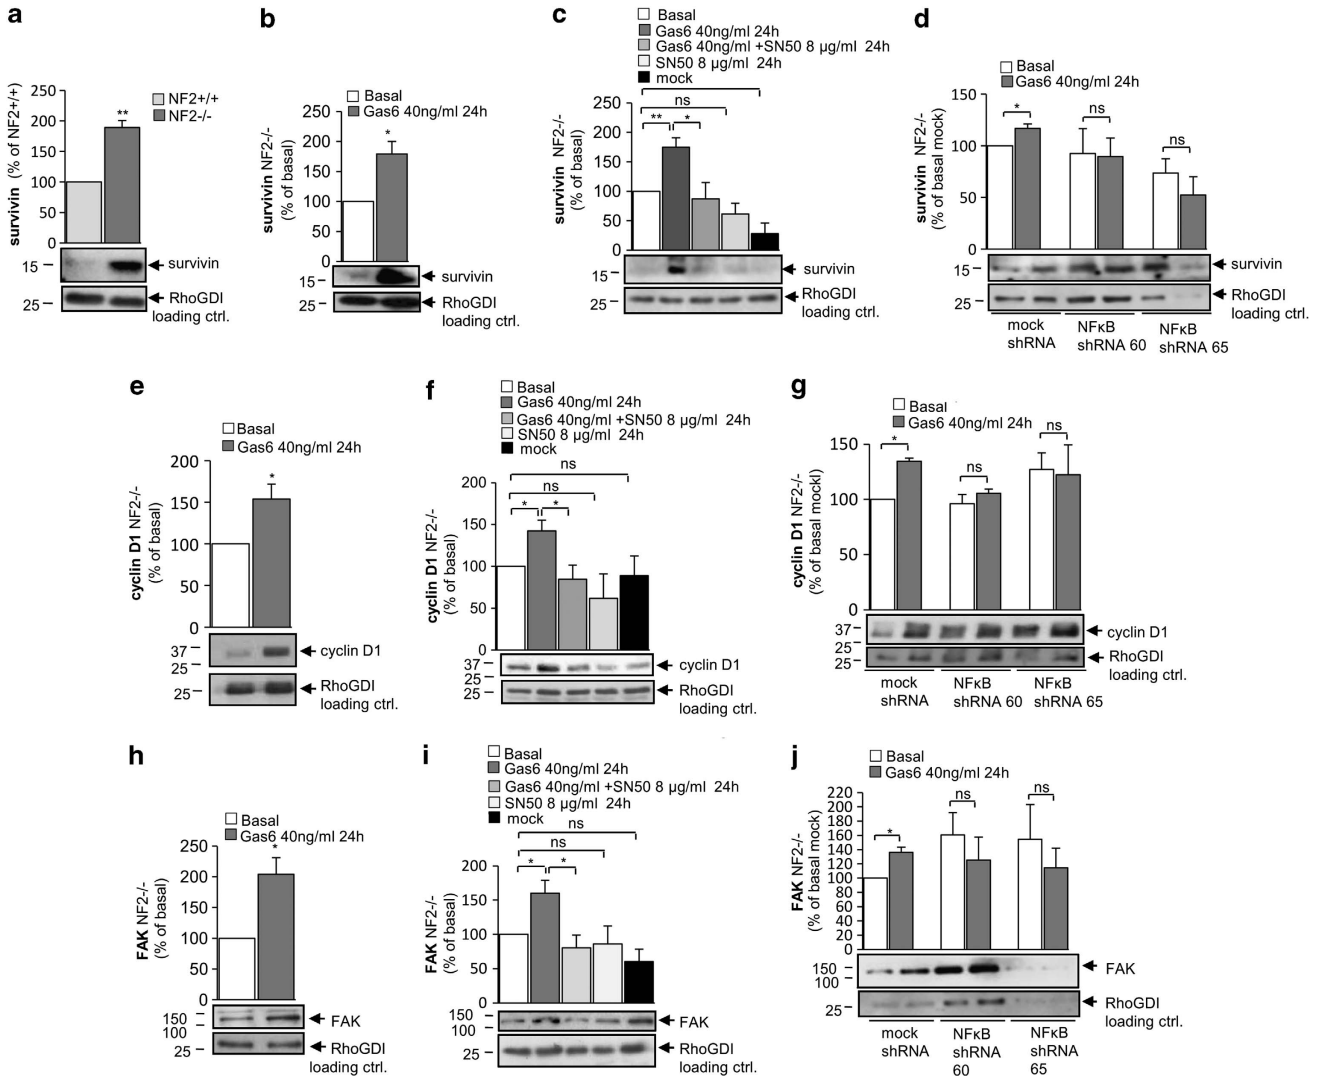 a
survivin (% of NF2+/+)
250
200
150
100
50
0
NF2+/+
NF2-/-
**
15
survivin
25
RhoGDI
loading ctrl.
b
Basal
Gas6 40ng/ml 24h
survivin NF2-/-
(% of basal)
250
200
150
100
50
0
*
15
survivin
25
RhoGDI
loading ctrl.
c
Basal
Gas6 40ng/ml 24h
Gas6 40ng/ml +SN50 8 µg/ml 24h
SN50 8 µg/ml 24h
mock
survivin NF2-/-
(% of basal)
250
200
150
100
50
0
ns
**
*
15
survivin
25
RhoGDI
loading ctrl.
d
Basal
Gas6 40ng/ml 24h
survivin NF2-/-
(% of basal mock)
150
100
50
0
*
ns
ns
15
survivin
25
RhoGDI
loading ctrl.
mock
shRNA
NFκB
shRNA 60
NFκB
shRNA 65
e
Basal
Gas6 40ng/ml 24h
cyclin D1 NF2-/-
(% of basal)
200
150
100
50
0
*
37
25
cyclin D1
25
RhoGDI
loading ctrl.
f
Basal
Gas6 40ng/ml 24h
Gas6 40ng/ml +SN50 8 µg/ml 24h
SN50 8 µg/ml 24h
mock
cyclin D1 NF2-/-
(% of basal)
200
150
100
50
0
ns
ns
*
*
37
25
cyclin D1
25
RhoGDI
loading ctrl.
g
Basal
Gas6 40ng/ml 24h
cyclin D1 NF2-/-
(% of basal mockl)
150
100
50
0
*
ns
ns
37
25
cyclin D1
25
RhoGDI
loading ctrl.
mock
shRNA
NFκB
shRNA 60
NFκB
shRNA 65
h
Basal
Gas6 40ng/ml 24h
FAK NF2-/-
(% of basal)
250
200
150
100
50
0
*
150
100
FAK
25
RhoGDI
loading ctrl.
i
Basal
Gas6 40ng/ml 24h
Gas6 40ng/ml +SN50 8 µg/ml 24h
SN50 8 µg/ml 24h
mock
FAK NF2-/-
(% of basal)
200
150
100
50
0
ns
ns
*
*
150
100
FAK
25
RhoGDI
loading ctrl.
j
Basal
Gas6 40ng/ml 24h
FAK NF2-/-
(% of basal mock)
220
200
180
160
140
120
100
80
60
40
20
0
*
ns
ns
150
100
FAK
25
RhoGDI
loading ctrl.
mock
shRNA
NFκB
shRNA
60
NFκB
shRNA
65